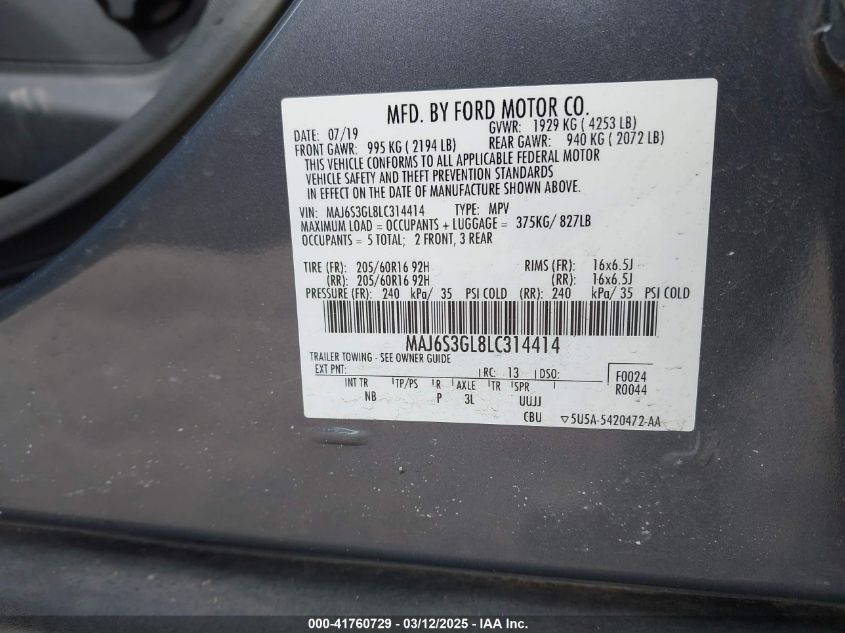 MFD. BY FORD MOTOR CO.
DATE: 07/19 GVWR: 1929 KG ( 4253 LB)
FRONT GAWR: 995 KG ( 2194 LB) REAR GAWR: 940 KG ( 2072 LB)
THIS VEHICLE CONFORMS TO ALL APPLICABLE FEDERAL MOTOR
VEHICLE SAFETY AND THEFT PREVENTION STANDARDS
IN EFFECT ON THE DATE OF MANUFACTURE SHOWN ABOVE.
VIN: MAJ6S3GL8LC314414 TYPE: MPV
MAXIMUM LOAD = OCCUPANTS + LUGGAGE = 375KG/ 827LB
OCCUPANTS = 5 TOTAL; 2 FRONT, 3 REAR
TIRE (FR): 205/60R16 92H RIMS (FR): 16x6.5J
(RR): 205/60R16 92H (RR): 16x6.5J
PRESSURE (FR): 240 kPa/ 35 PSI COLD (RR): 240 kPa/ 35 PSI COLD
MAJ6S3GL8LC314414
TRAILER TOWING - SEE OWNER GUIDE
EXT PNT: RC: 13 DSO: F0024
INT TR TP/PS R AXLE TR SPR R0044
NB P 3L UUJJ
CBU ▽5U5A-5420472-AA
000-41760729 - 03/12/2025 - IAA Inc.